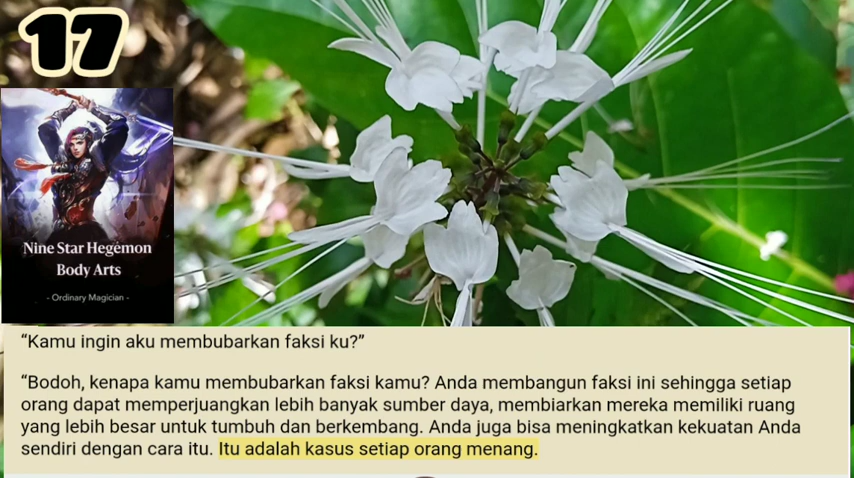 17
Nine Star Hegemon
Body Arts
- Ordinary Magician -
“Kamu ingin aku membubarkan faksi ku?”
“Bodoh, kenapa kamu membubarkan faksi kamu? Anda membangun faksi ini sehingga setiap
orang dapat memperjuangkan lebih banyak sumber daya, membiarkan mereka memiliki ruang
yang lebih besar untuk tumbuh dan berkembang. Anda juga bisa meningkatkan kekuatan Anda
sendiri dengan cara itu. Itu adalah kasus setiap orang menang.